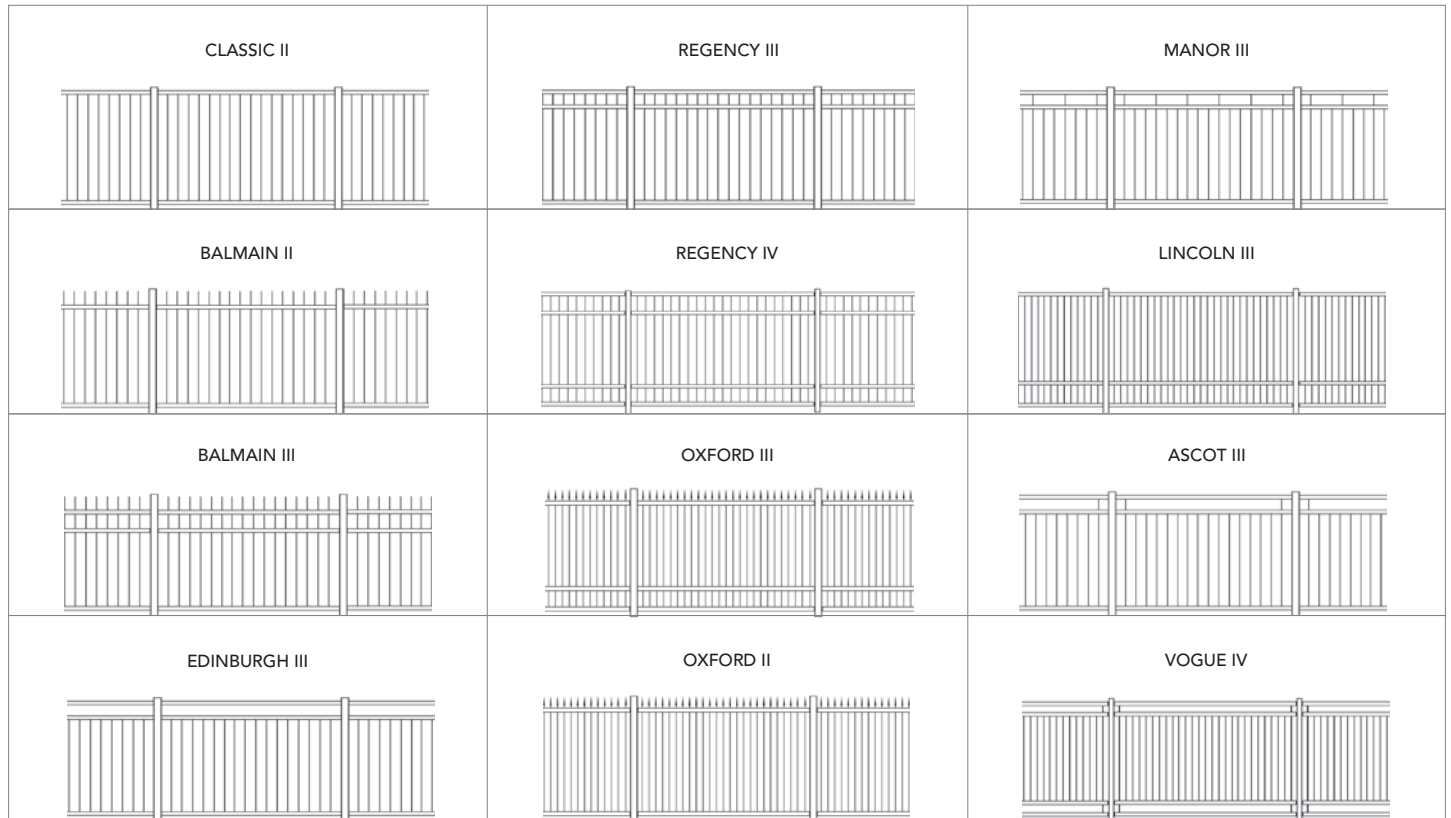 CLASSIC II
REGENCY III
MANOR III
BALMAIN II
REGENCY IV
LINCOLN III
BALMAIN III
OXFORD III
ASCOT III
EDINBURGH III
OXFORD II
VOGUE IV